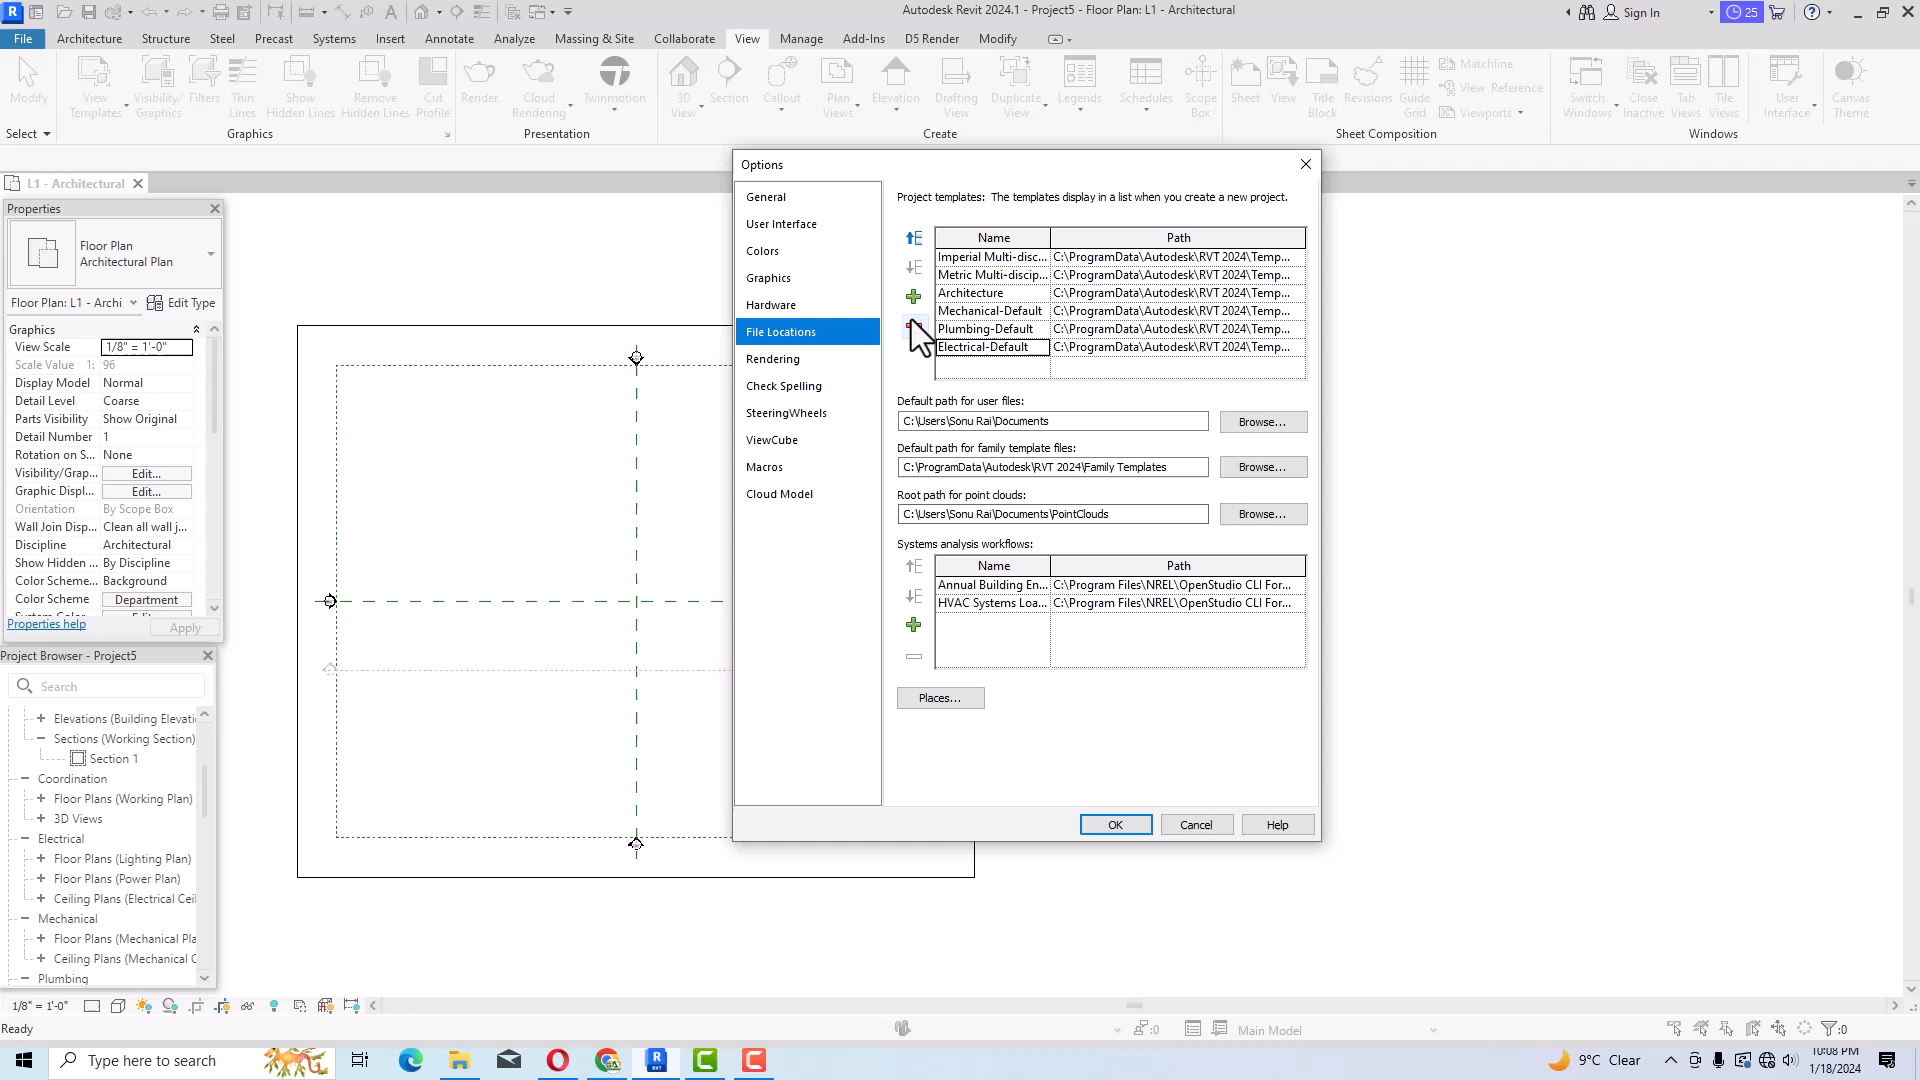 Autodesk Revit 2024.1 - Project5 - Floor Plan: L1 - Architectural
Sign In
25
File
Architecture
Structure
Steel
Precast
Systems
Insert
Annotate
Analyze
Massing & Site
Collaborate
View
Manage
Add-Ins
D5 Render
Modify
Modify
View Templates
Visibility/ Graphics
Filters
Thin Lines
Show Hidden Lines
Remove Hidden Lines
Cut Profile
Render
Cloud Rendering
Twinmotion
3D View
Section
Callout
Plan Views
Elevation
Drafting View
Duplicate View
Legends
Schedules
Scope Box
Sheet
View
Title Block
Revisions
Guide Grid
Matchline
View Reference
Viewports
Switch Windows
Close Inactive
Tab Views
Tile Views
User Interface
Canvas Theme
Select
Graphics
Presentation
Create
Sheet Composition
Windows
L1 - Architectural
Properties
Floor Plan
Architectural Plan
Floor Plan: L1 - Archi
Edit Type
Graphics
View Scale 1/8" = 1'-0"
Scale Value 1: 96
Display Model Normal
Detail Level Coarse
Parts Visibility Show Original
Detail Number 1
Rotation on S... None
Visibility/Grap... Edit...
Graphic Displ... Edit...
Orientation By Scope Box
Wall Join Disp... Clean all wall j...
Discipline Architectural
Show Hidden ... By Discipline
Color Scheme... Background
Color Scheme Department
Properties help
Apply
Project Browser - Project5
Search
Elevations (Building Elevati
Sections (Working Section)
Section 1
Coordination
Floor Plans (Working Plan)
3D Views
Electrical
Floor Plans (Lighting Plan)
Floor Plans (Power Plan)
Ceiling Plans (Electrical Cei
Mechanical
Floor Plans (Mechanical Pla
Ceiling Plans (Mechanical C
Plumbing
Options
General
User Interface
Colors
Graphics
Hardware
File Locations
Rendering
Check Spelling
SteeringWheels
ViewCube
Macros
Cloud Model
Project templates: The templates display in a list when you create a new project.
Name Path
Imperial Multi-disc... C:\ProgramData\Autodesk\RVT 2024\Temp...
Metric Multi-discip... C:\ProgramData\Autodesk\RVT 2024\Temp...
Architecture C:\ProgramData\Autodesk\RVT 2024\Temp...
Mechanical-Default C:\ProgramData\Autodesk\RVT 2024\Temp...
Plumbing-Default C:\ProgramData\Autodesk\RVT 2024\Temp...
Electrical-Default C:\ProgramData\Autodesk\RVT 2024\Temp...
Default path for user files:
C:\Users\Sonu Rai\Documents Browse...
Default path for family template files:
C:\ProgramData\Autodesk\RVT 2024\Family Templates Browse...
Root path for point clouds:
C:\Users\Sonu Rai\Documents\PointClouds Browse...
Systems analysis workflows:
Name Path
Annual Building En... C:\Program Files\NREL\OpenStudio CLI For...
HVAC Systems Loa... C:\Program Files\NREL\OpenStudio CLI For...
Places...
OK
Cancel
Help
1/8" = 1'-0"
Ready
:0
Main Model
:0
Type here to search
9°C Clear
10:08 PM
1/18/2024